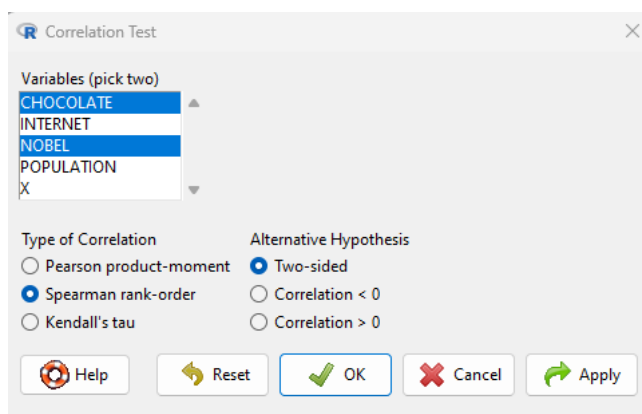 Correlation Test
Variables (pick two)
CHOCOLATE
INTERNET
NOBEL
POPULATION
X
Type of Correlation
Alternative Hypothesis
Pearson product-moment
Two-sided
Spearman rank-order
Correlation < 0
Kendall's tau
Correlation > 0
Help
Reset
OK
Cancel
Apply